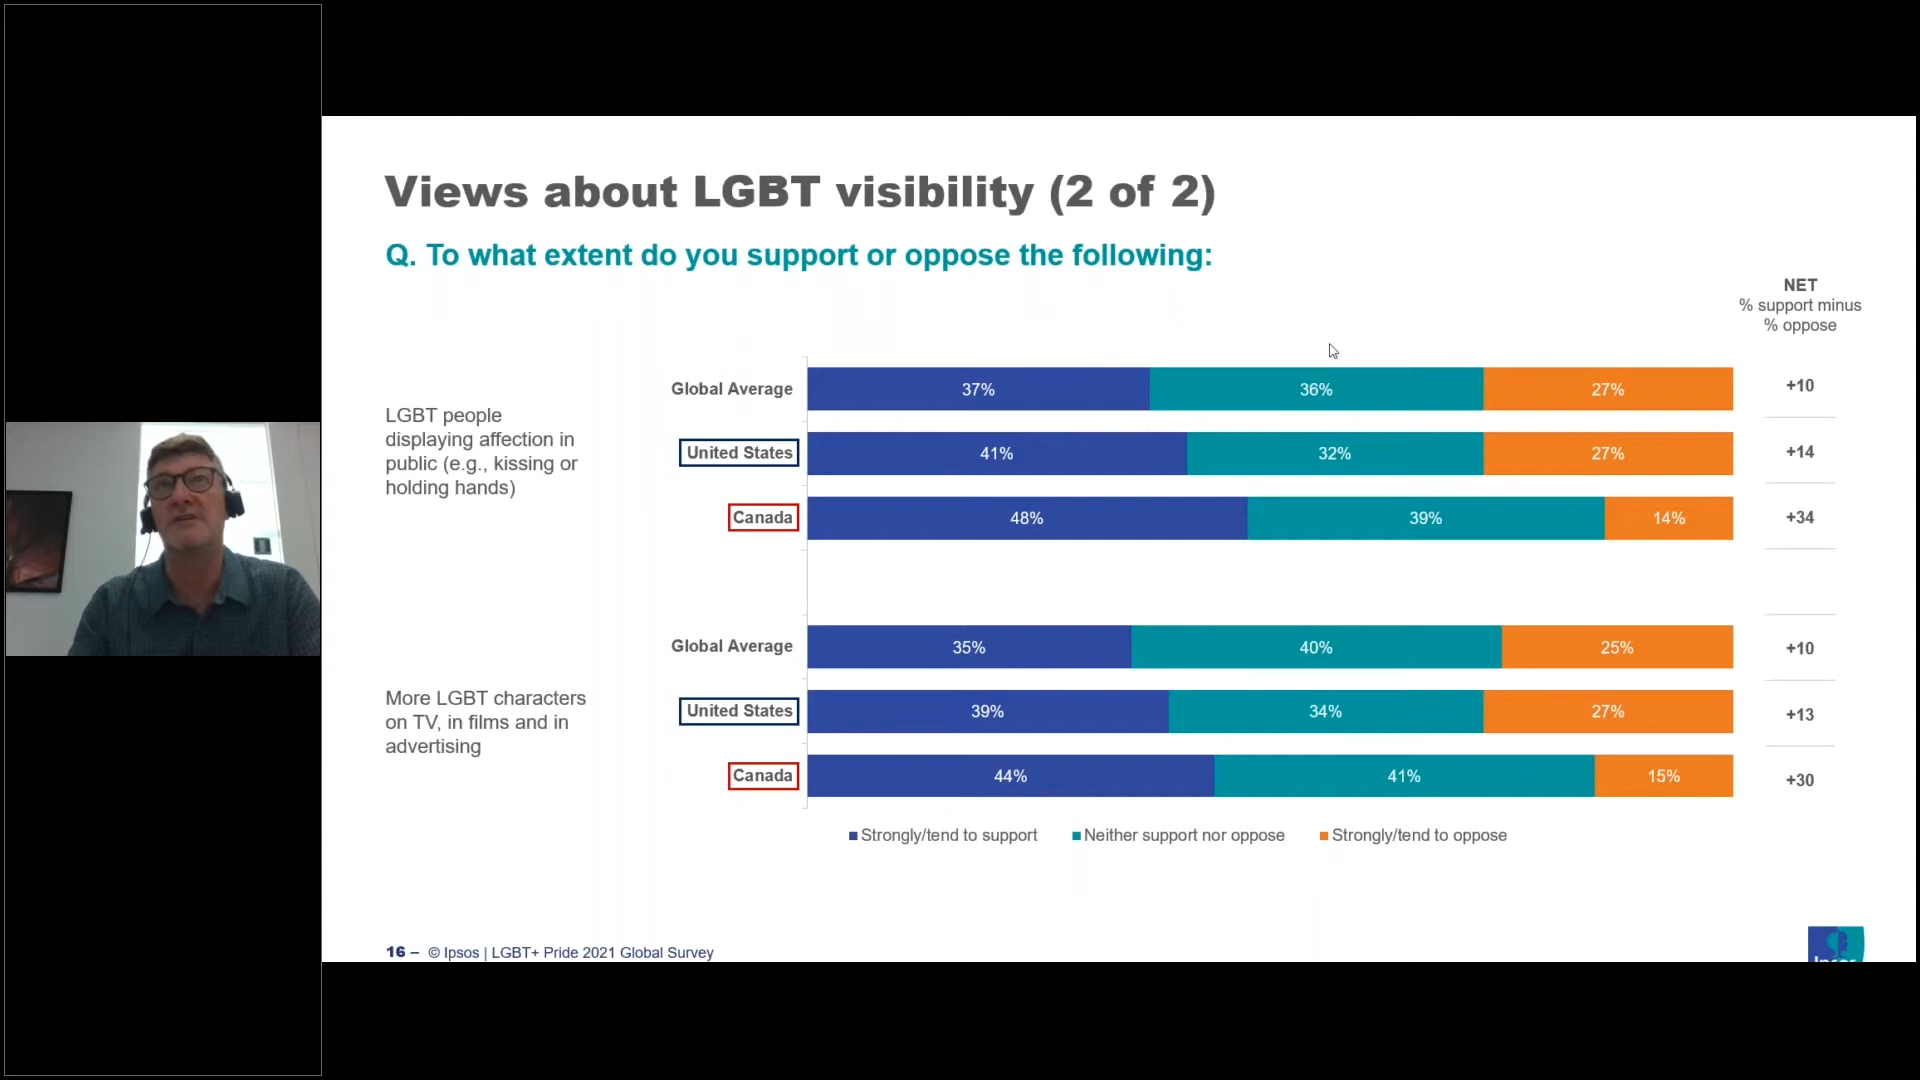 Views about LGBT visibility (2 of 2)
Q. To what extent do you support or oppose the following:
NET
% support minus
% oppose
LGBT people
displaying affection in
public (e.g., kissing or
holding hands)
Global Average 37% 36% 27% +10
United States 41% 32% 27% +14
Canada 48% 39% 14% +34
More LGBT characters
on TV, in films and in
advertising
Global Average 35% 40% 25% +10
United States 39% 34% 27% +13
Canada 44% 41% 15% +30
Strongly/tend to support Neither support nor oppose Strongly/tend to oppose
16 – © Ipsos | LGBT+ Pride 2021 Global Survey
Ipsos